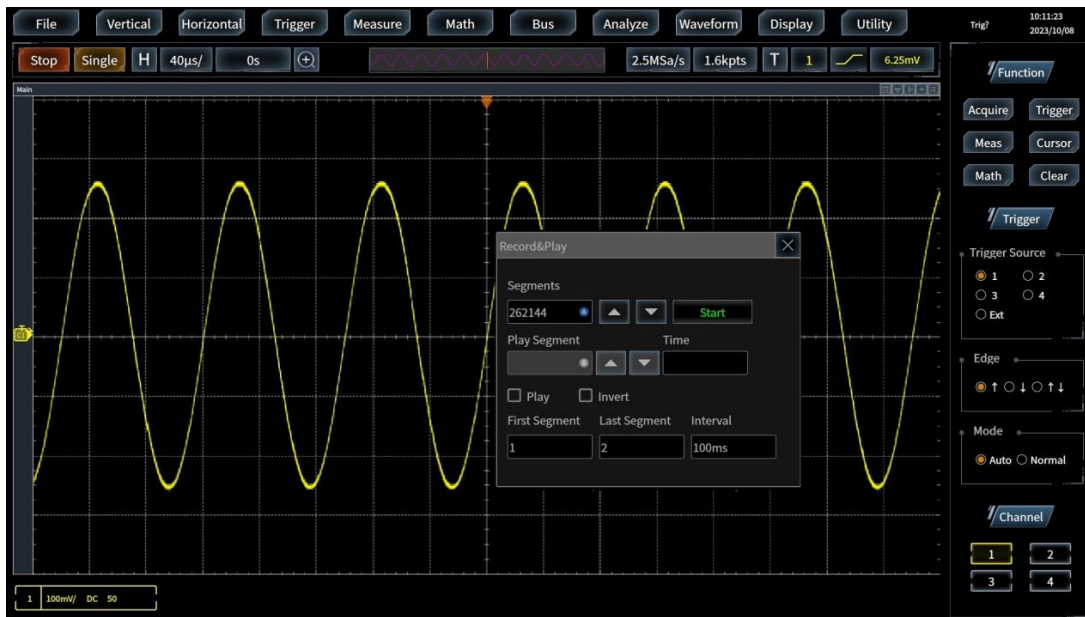 File Vertical Horizontal Trigger Measure Math Bus Analyze Waveform Display Utility
Trig? 10:11:23
2023/10/08
Stop Single H 40μs/ 0s 2.5MSa/s 1.6kpts T 1 6.25mV
Main
Function
Acquire Trigger
Meas Cursor
Math Clear
Trigger
Trigger Source
1 2
3 4
Ext
Edge
↑ ↓ ↑↓
Mode
Auto Normal
Channel
1 2
3 4
Record&Play
Segments
262144 Start
Play Segment Time
Play Invert
First Segment Last Segment Interval
1 2 100ms
1 100mV/ DC 50